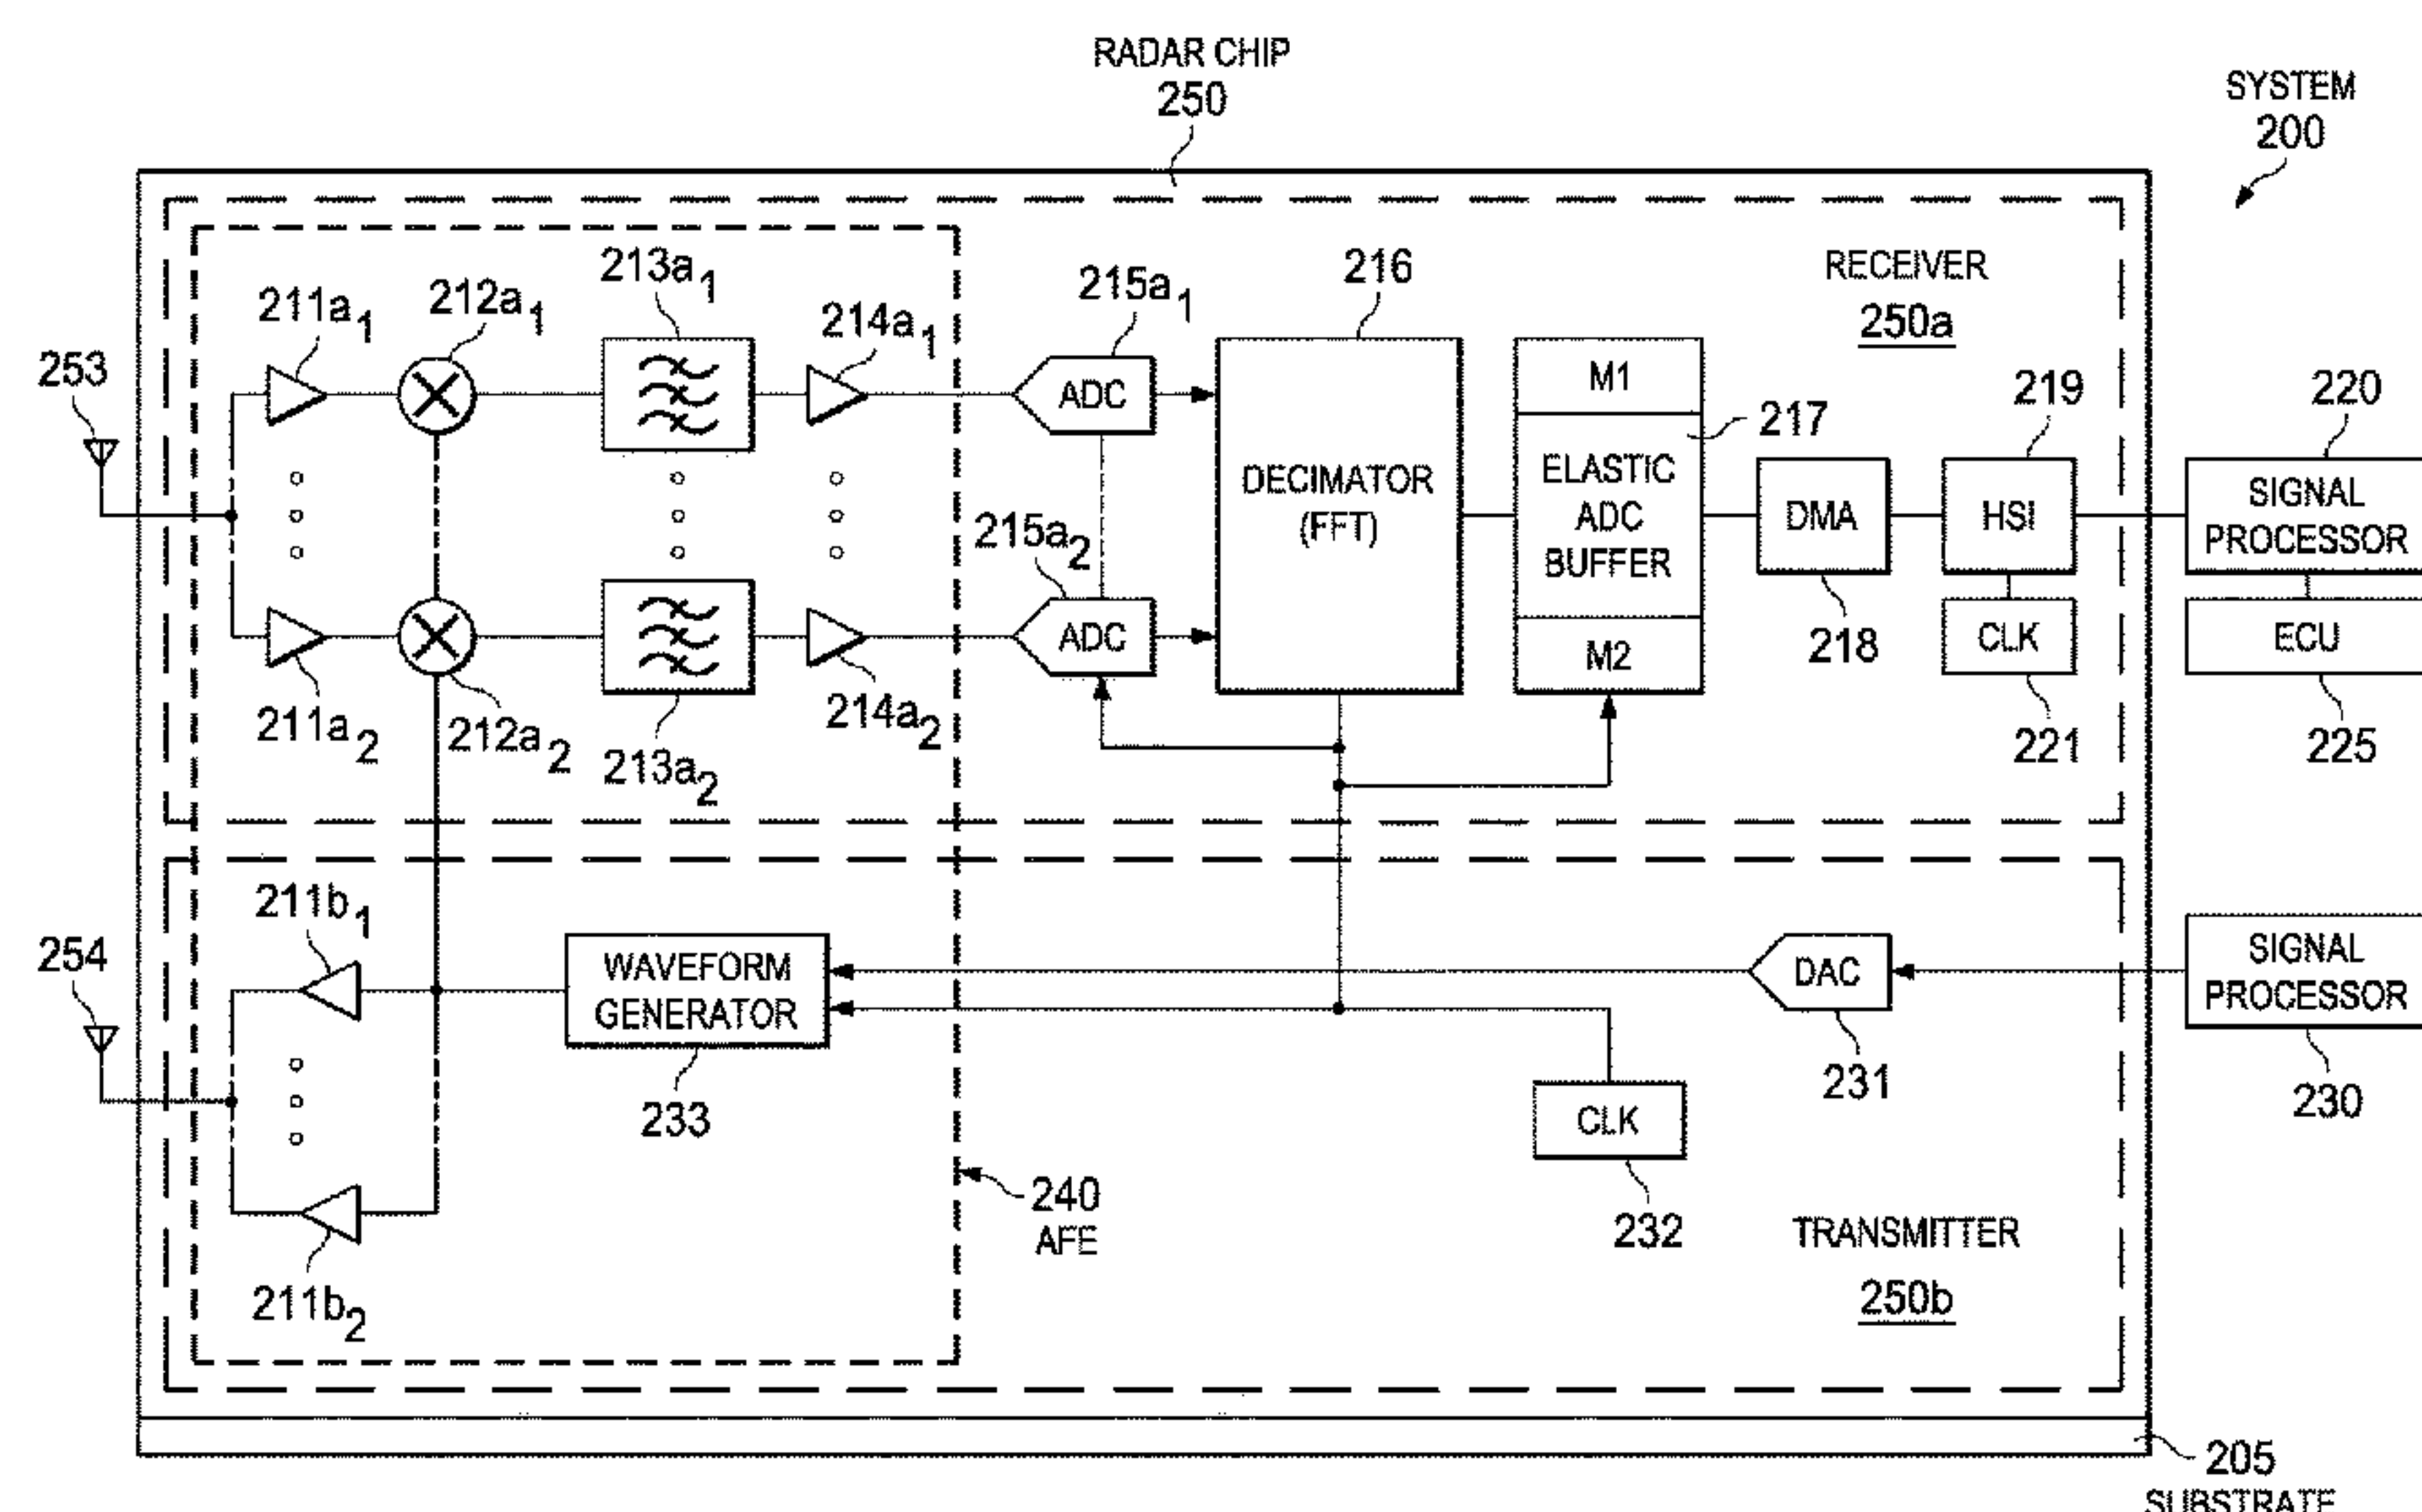 RADAR CHIP
250
SYSTEM
200
RECEIVER
250a
253
211a1
212a1
213a1
214a1
215a1
ADC
216
DECIMATOR
(FFT)
M1
ELASTIC
ADC
BUFFER
M2
217
DMA
218
219
HSI
CLK
221
220
SIGNAL
PROCESSOR
ECU
225
211a2
212a2
213a2
214a2
215a2
ADC
254
211b1
211b2
WAVEFORM
GENERATOR
233
240
AFE
DAC
231
CLK
232
SIGNAL
PROCESSOR
230
TRANSMITTER
250b
205
SUBSTRATE